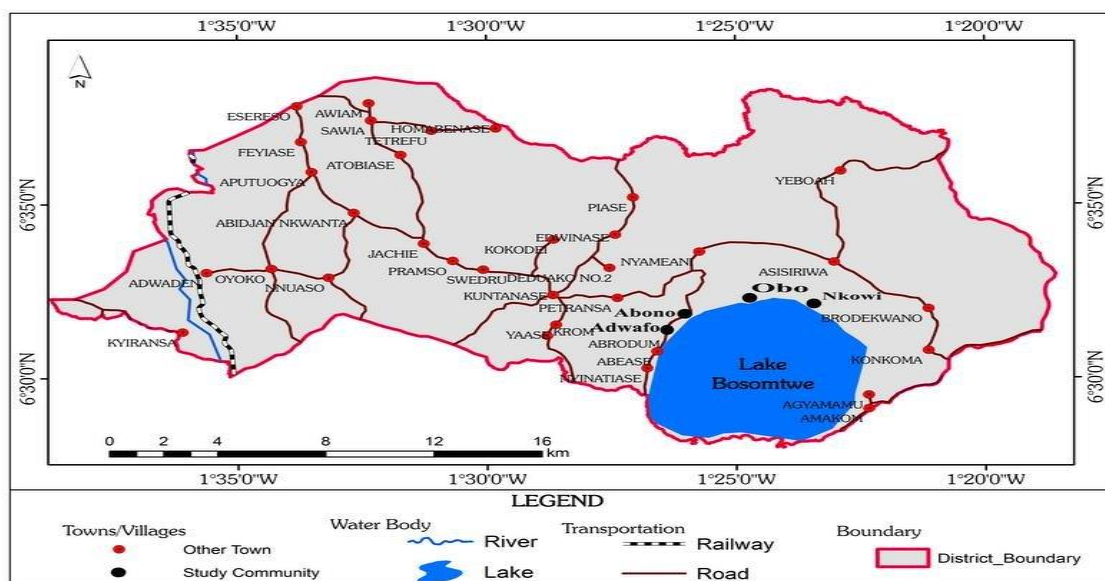 1°35'0"W 1°30'0"W 1°25'0"W 1°20'0"W
N
6°35'0"N
6°30'0"N
6°35'0"N
6°30'0"N
ESERESO
AWIAM
SAWIA
HOMABENASE
TETREFU
FEYIASE
ATOBIASE
APUTUOGYA
YEBOAH
PIASE
ABIDJAN NKWANTA
EDWINASE
KOKODEI
JACHIE
PRAMSO
NYAMEANI
SWEDRU
DEDUAKO NO.2
ASISIRIWA
ADWADEN
OYOKO
NNUASO
KUNTANASE
PETRANSA
Obo
Nkowi
Abono
BRODEKWANO
Adwafo
KROM
YAASE
KYIRANSA
ABRODUM
ABEASE
KONKOMA
NYINATIASE
Lake
Bosomtwe
AGYAMAMU
AMAKOM
0 2 4 8 12 16
km
1°35'0"W 1°30'0"W 1°25'0"W 1°20'0"W
LEGEND
Towns/Villages
Other Town
Study Community
Water Body
River
Lake
Transportation
Railway
Road
Boundary
District_Boundary